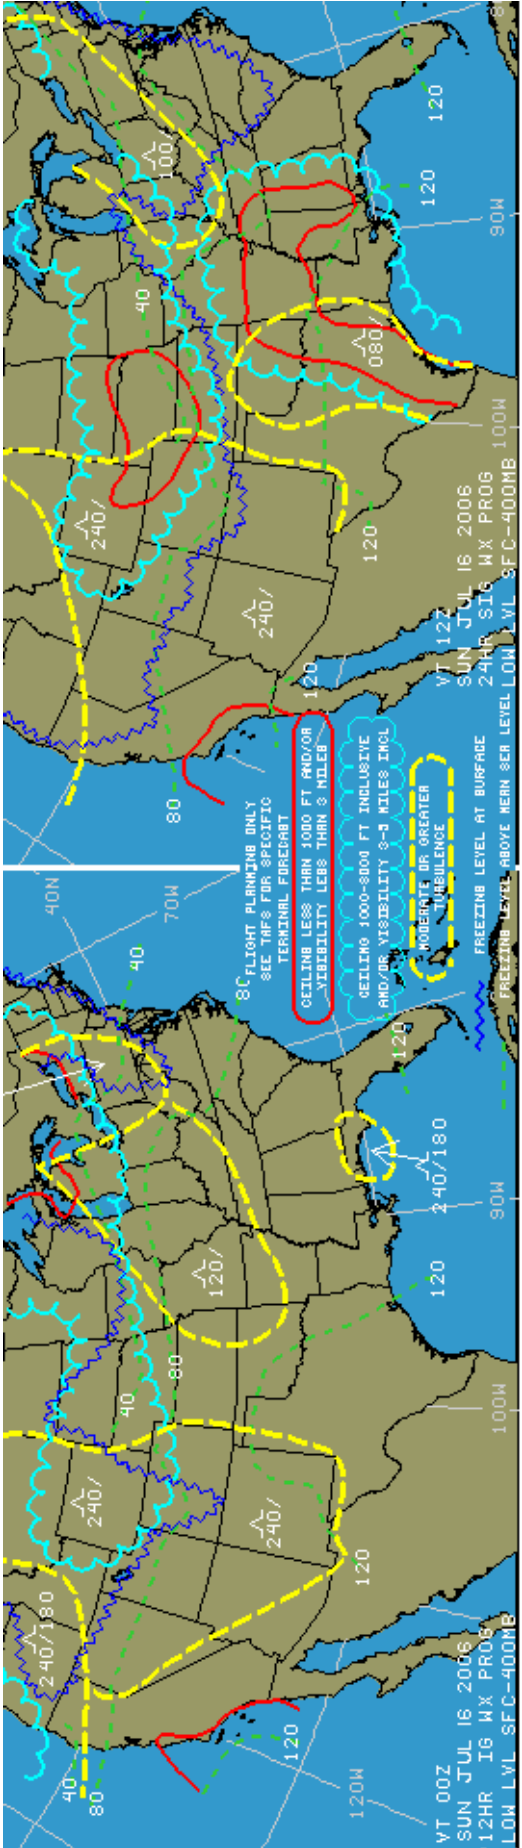 40N
70W
40
80
40
80
120/
120
240/180
90W
120
240/
240/
240/180
120
100W
40
80
120
120W
VT 00Z
SUN JUL 16 2006
12HR IG WX PROG
LOW LVL SFC-400MB
FLIGHT PLANNING ONLY
SEE TAFS FOR SPECIFIC
TERMINAL FORECAST
CEILING LESS THAN 1000 FT AND/OR
VISIBILITY LESS THAN 3 MILES
CEILING 1000-3000 FT INCLUSIVE
AND/OR VISIBILITY 3-5 MILES INCL
MODERATE OR GREATER
TURBULENCE
FREEZING LEVEL AT SURFACE
FREEZING LEVEL ABOVE MEAN SEA LEVEL
80W
100/
120
120
90W
40
080/
240/
240/
120
100W
80
120
VT 12Z
SUN JUL 16 2006
24HR SIG WX PROG
LOW LVL SFC-400MB